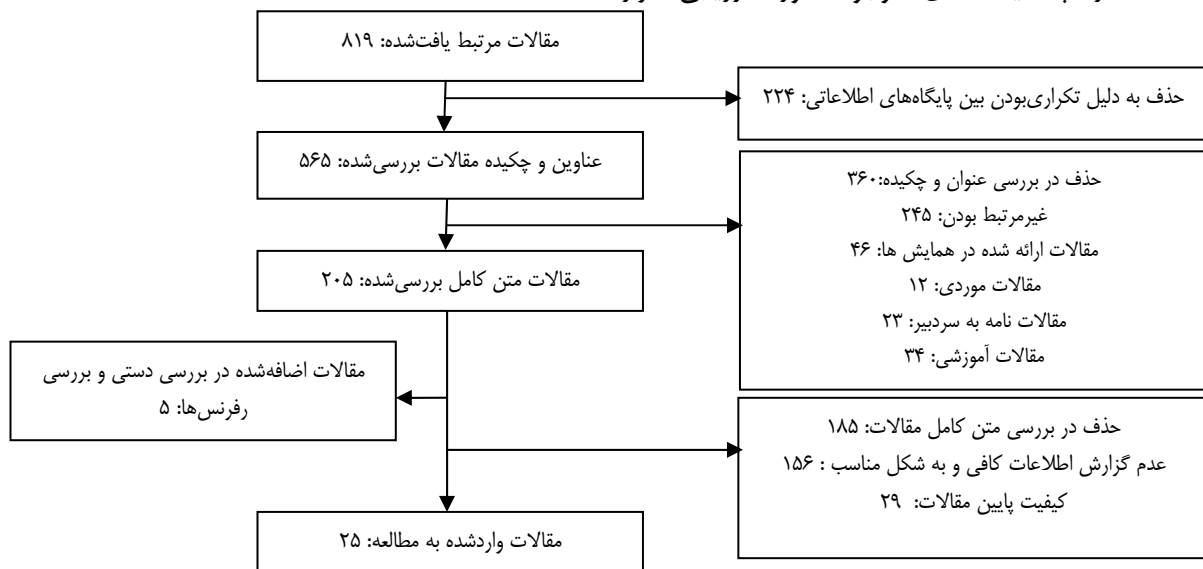 مقالات مرتبط یافت‌شده: ۸۱۹
حذف به دلیل تکراری‌بودن بین پایگاه‌های اطلاعاتی: ۲۲۴
عناوین و چکیده مقالات بررسی‌شده: ۵۶۵
حذف در بررسی عنوان و چکیده:۳۶۰
غیرمرتبط بودن: ۲۴۵
مقالات ارائه شده در همایش ها: ۴۶
مقالات موردی: ۱۲
مقالات نامه به سردبیر: ۲۳
مقالات آموزشی: ۳۴
مقالات متن کامل بررسی‌شده: ۲۰۵
مقالات اضافه‌شده در بررسی دستی و بررسی
رفرنس‌ها: ۵
حذف در بررسی متن کامل مقالات: ۱۸۵
عدم گزارش اطلاعات کافی و به شکل مناسب : ۱۵۶
کیفیت پایین مقالات: ۲۹
مقالات واردشده به مطالعه: ۲۵